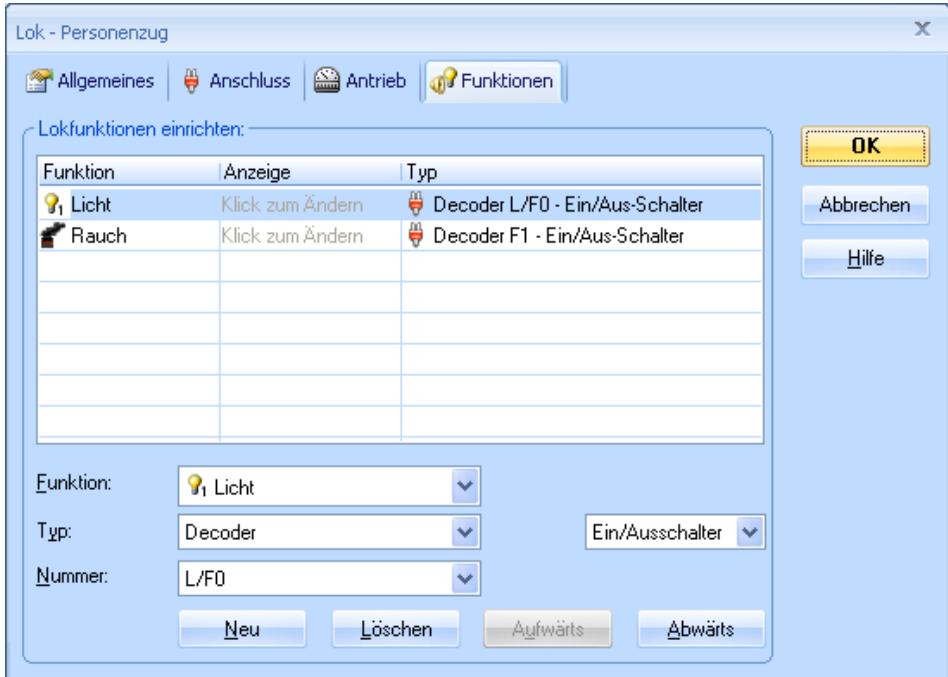 Lok - Personenzug
Allgemeines Anschluss Antrieb Funktionen
Lokfunktionen einrichten:
Funktion Anzeige Typ
1 Licht Klick zum Ändern Decoder L/F0 - Ein/Aus-Schalter
Rauch Klick zum Ändern Decoder F1 - Ein/Aus-Schalter
OK
Abbrechen
Hilfe
Funktion: 1 Licht
Typ: Decoder Ein/Ausschalter
Nummer: L/F0
Neu Löschen Aufwärts Abwärts